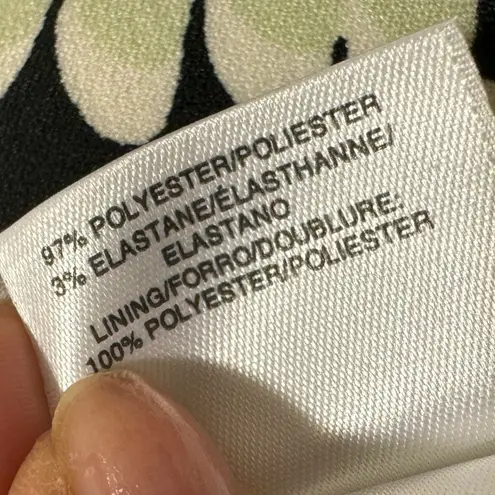 97% POLYESTER/POLIESTER
3% ELASTANE/ÉLASTHANNE/
ELASTANO
LINING/FORRO/DOUBLURE:
100% POLYESTER/POLIESTER